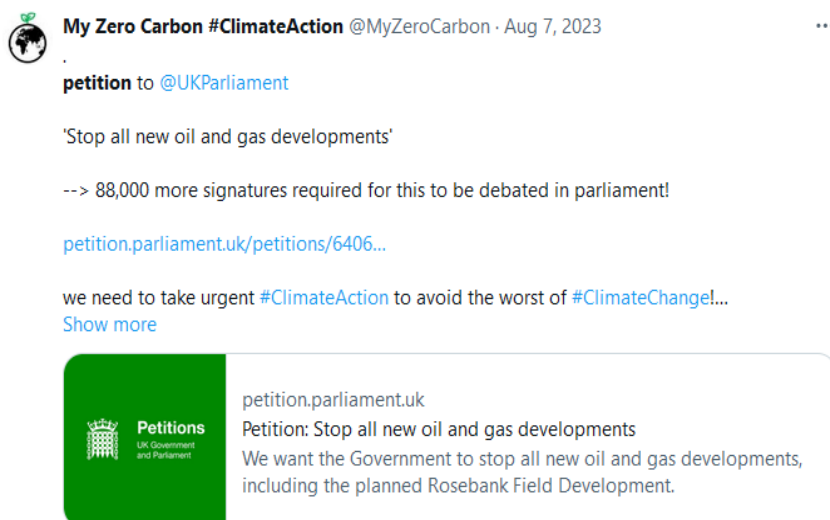 My Zero Carbon #ClimateAction @MyZeroCarbon · Aug 7, 2023
.
petition to @UKParliament
'Stop all new oil and gas developments'
--> 88,000 more signatures required for this to be debated in parliament!
petition.parliament.uk/petitions/6406...
we need to take urgent #ClimateAction to avoid the worst of #ClimateChange!...
Show more
petition.parliament.uk
Petitions
UK Government
and Parliament
Petition: Stop all new oil and gas developments
We want the Government to stop all new oil and gas developments,
including the planned Rosebank Field Development.